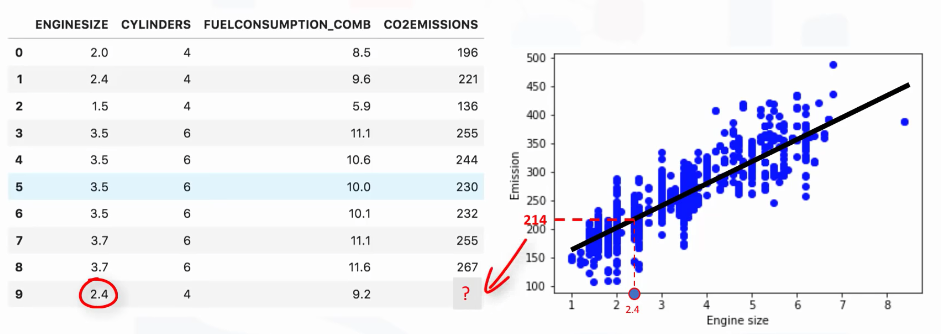 ENGINESIZE CYLINDERS FUELCONSUMPTION_COMB CO2EMISSIONS
0 2.0 4 8.5 196
1 2.4 4 9.6 221
2 1.5 4 5.9 136
3 3.5 6 11.1 255
4 3.5 6 10.6 244
5 3.5 6 10.0 230
6 3.5 6 10.1 232
7 3.7 6 11.1 255
8 3.7 6 11.6 267
9 2.4 4 9.2 ?
500
450
400
350
300
250
214
200
150
100
Emission
1 2 3 4 5 6 7 8
2.4
Engine size